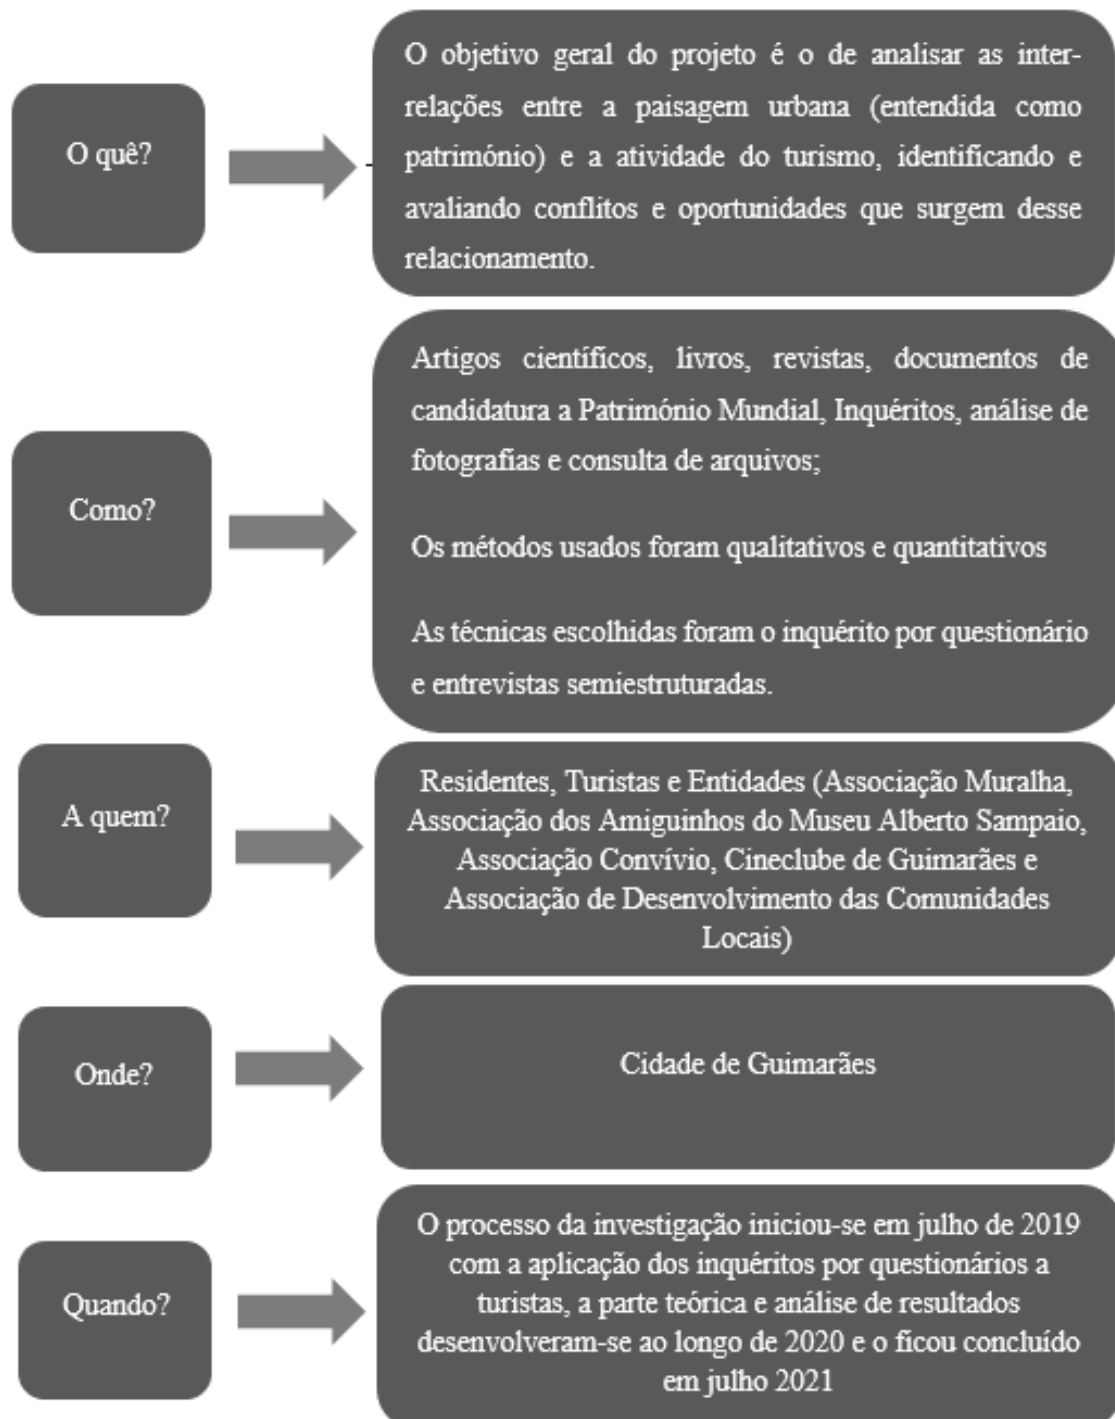 O quê?
O objetivo geral do projeto é o de analisar as inter-
relações entre a paisagem urbana (entendida como
património) e a atividade do turismo, identificando e
avaliando conflitos e oportunidades que surgem desse
relacionamento.
Como?
Artigos científicos, livros, revistas, documentos de
candidatura a Património Mundial, Inquéritos, análise de
fotografias e consulta de arquivos;
Os métodos usados foram qualitativos e quantitativos
As técnicas escolhidas foram o inquérito por questionário
e entrevistas semiestruturadas.
A quem?
Residentes, Turistas e Entidades (Associação Muralha,
Associação dos Amiguinhos do Museu Alberto Sampaio,
Associação Convívio, Cineclube de Guimarães e
Associação de Desenvolvimento das Comunidades
Locais)
Onde?
Cidade de Guimarães
Quando?
O processo da investigação iniciou-se em julho de 2019
com a aplicação dos inquéritos por questionários a
turistas, a parte teórica e análise de resultados
desenvolveram-se ao longo de 2020 e o ficou concluído
em julho 2021